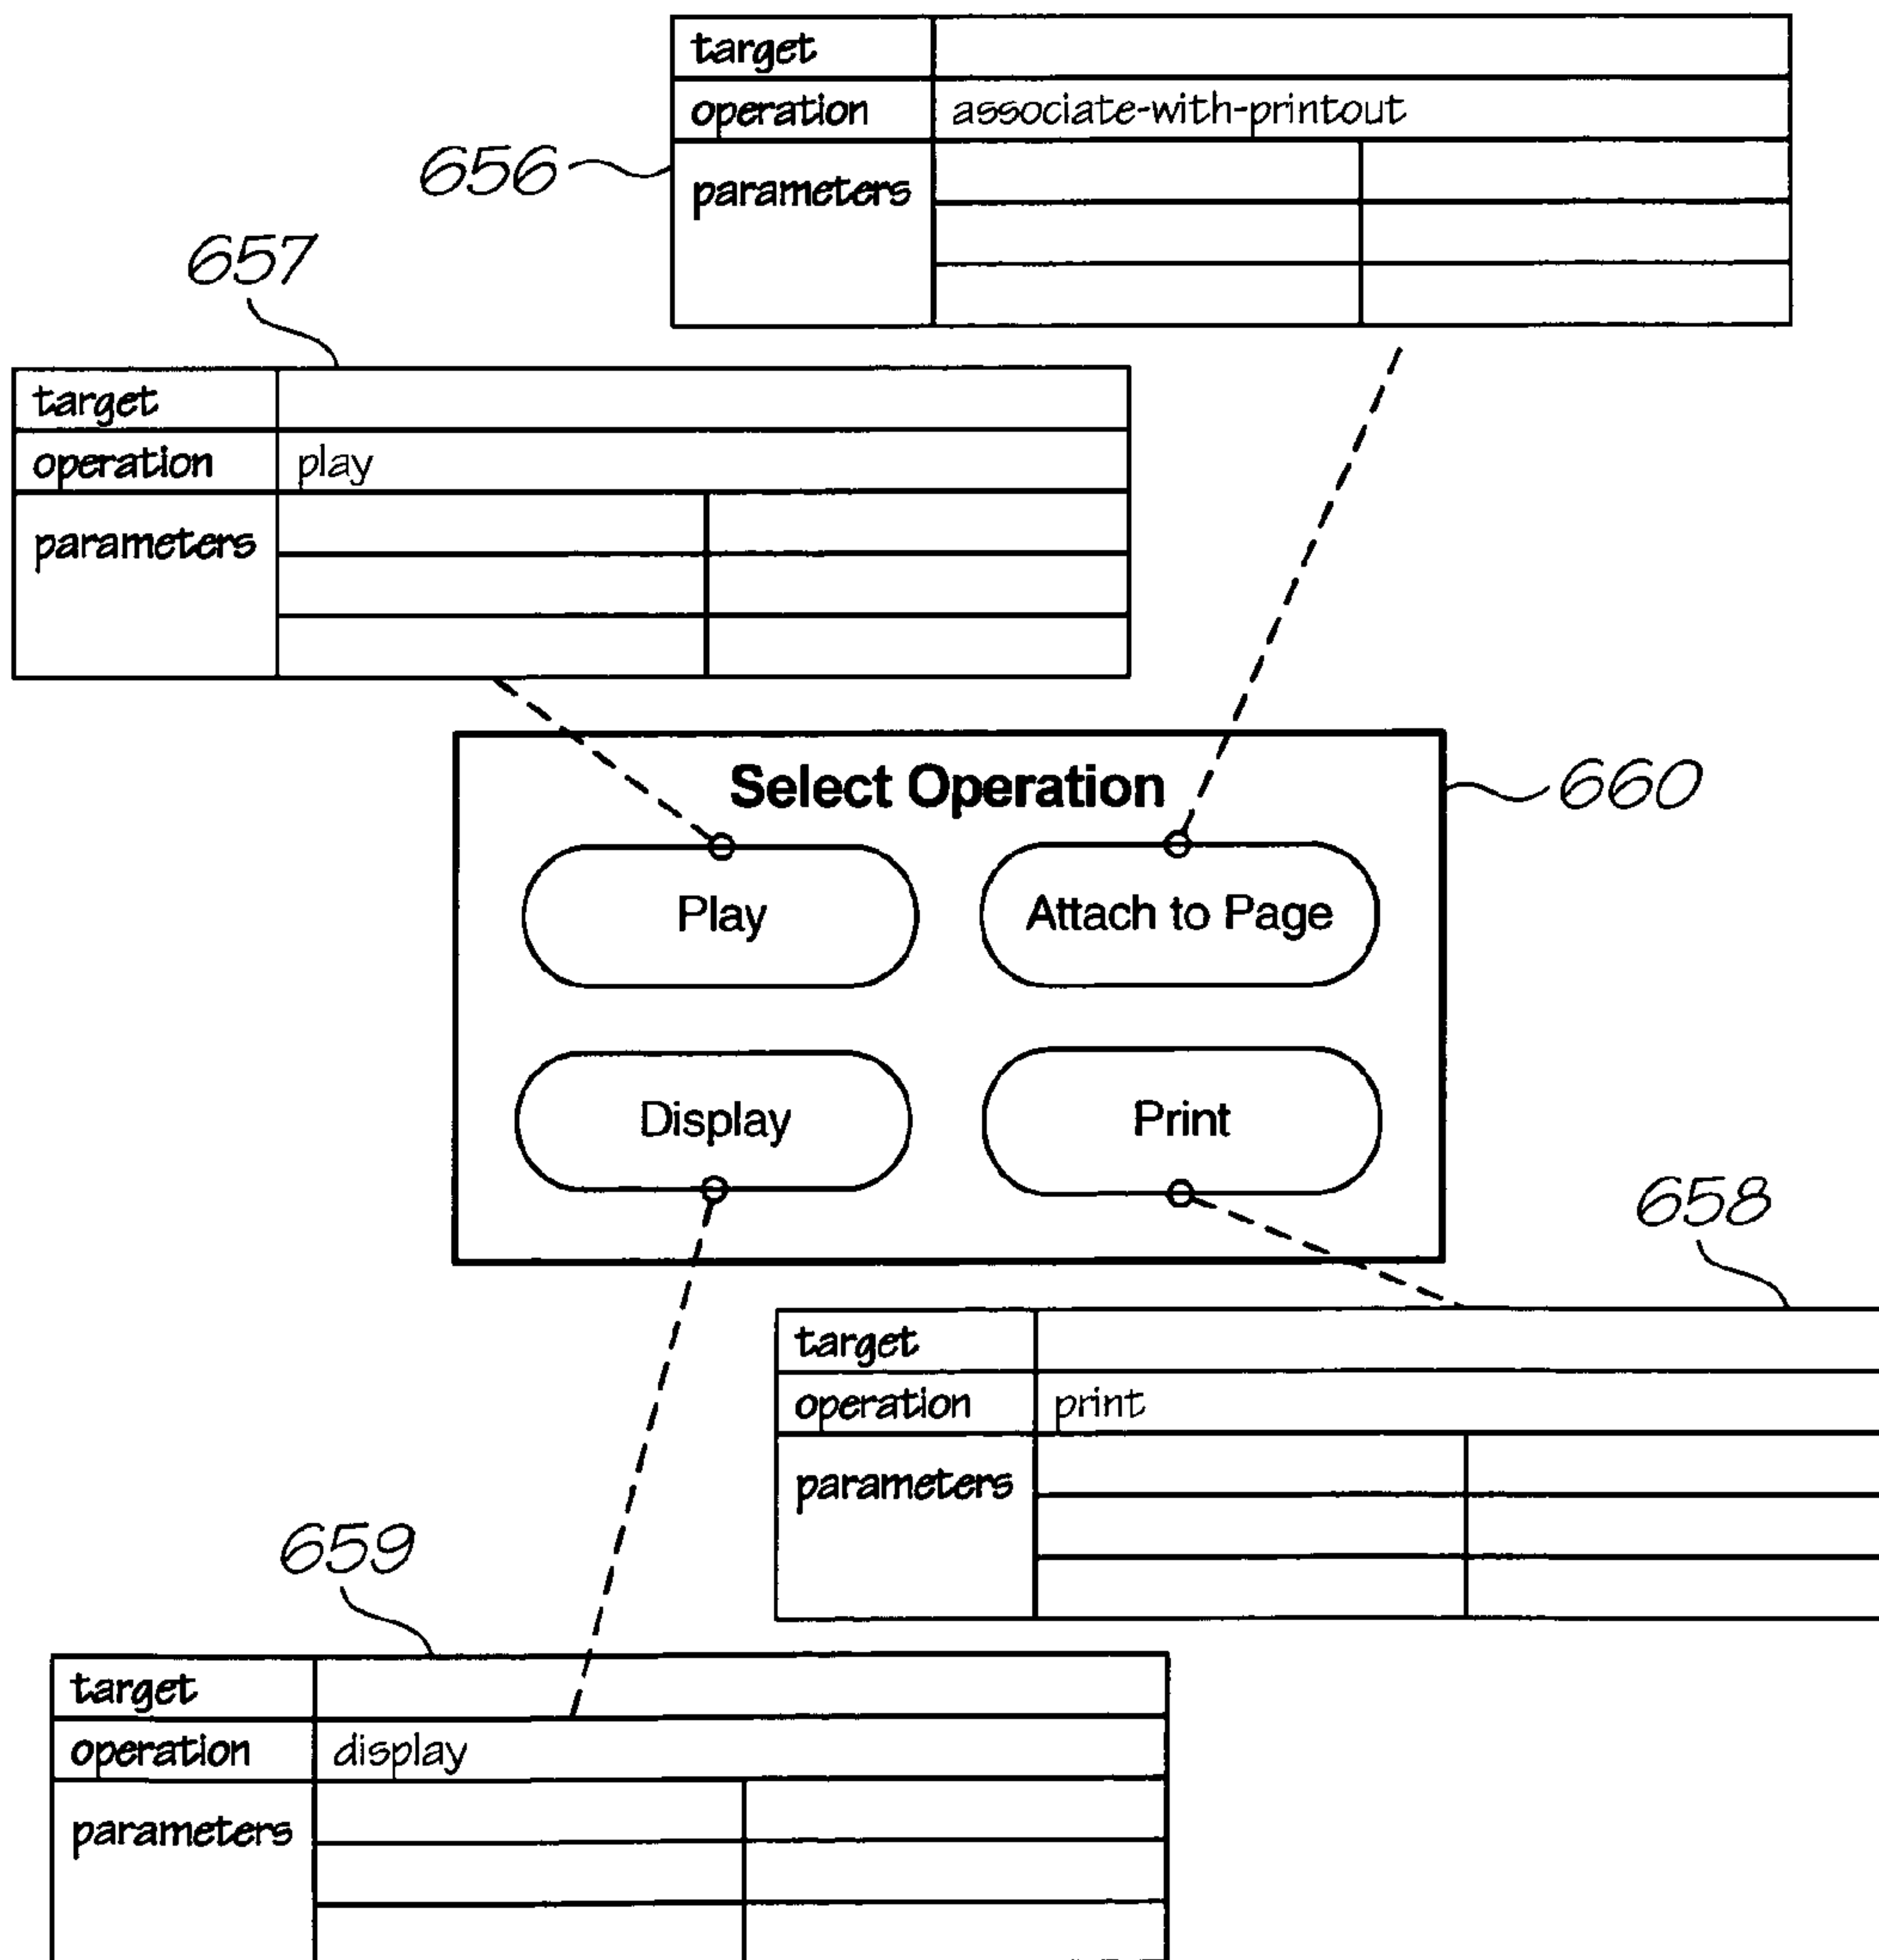 target
operation associate-with-printout
656
parameters
657
target
operation play
parameters
Select Operation
660
Play Attach to Page
Display Print
658
target
operation print
parameters
659
target
operation display
parameters